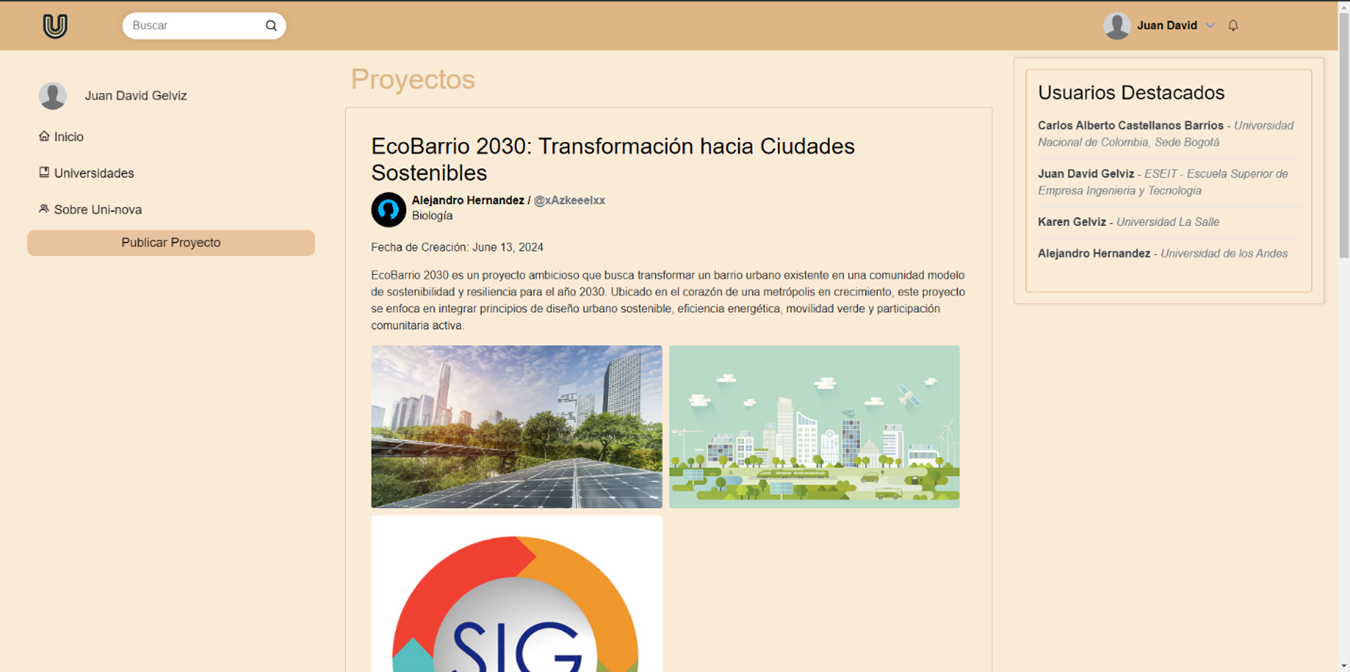 U
Buscar
Juan David
Juan David Gelviz
Inicio
Universidades
Sobre Uni-nova
Publicar Proyecto
Proyectos
EcoBarrio 2030: Transformación hacia Ciudades
Sostenibles
Alejandro Hernandez / @xAzkeeelxx
Biología
Fecha de Creación: June 13, 2024
EcoBarrio 2030 es un proyecto ambicioso que busca transformar un barrio urbano existente en una comunidad modelo
de sostenibilidad y resiliencia para el año 2030. Ubicado en el corazón de una metrópolis en crecimiento, este proyecto
se enfoca en integrar principios de diseño urbano sostenible, eficiencia energética, movilidad verde y participación
comunitaria activa.
SIG
Usuarios Destacados
Carlos Alberto Castellanos Barrios - Universidad
Nacional de Colombia, Sede Bogotá
Juan David Gelviz - ESEIT - Escuela Superior de
Empresa Ingenieria y Tecnologia
Karen Gelviz - Universidad La Salle
Alejandro Hernandez - Universidad de los Andes